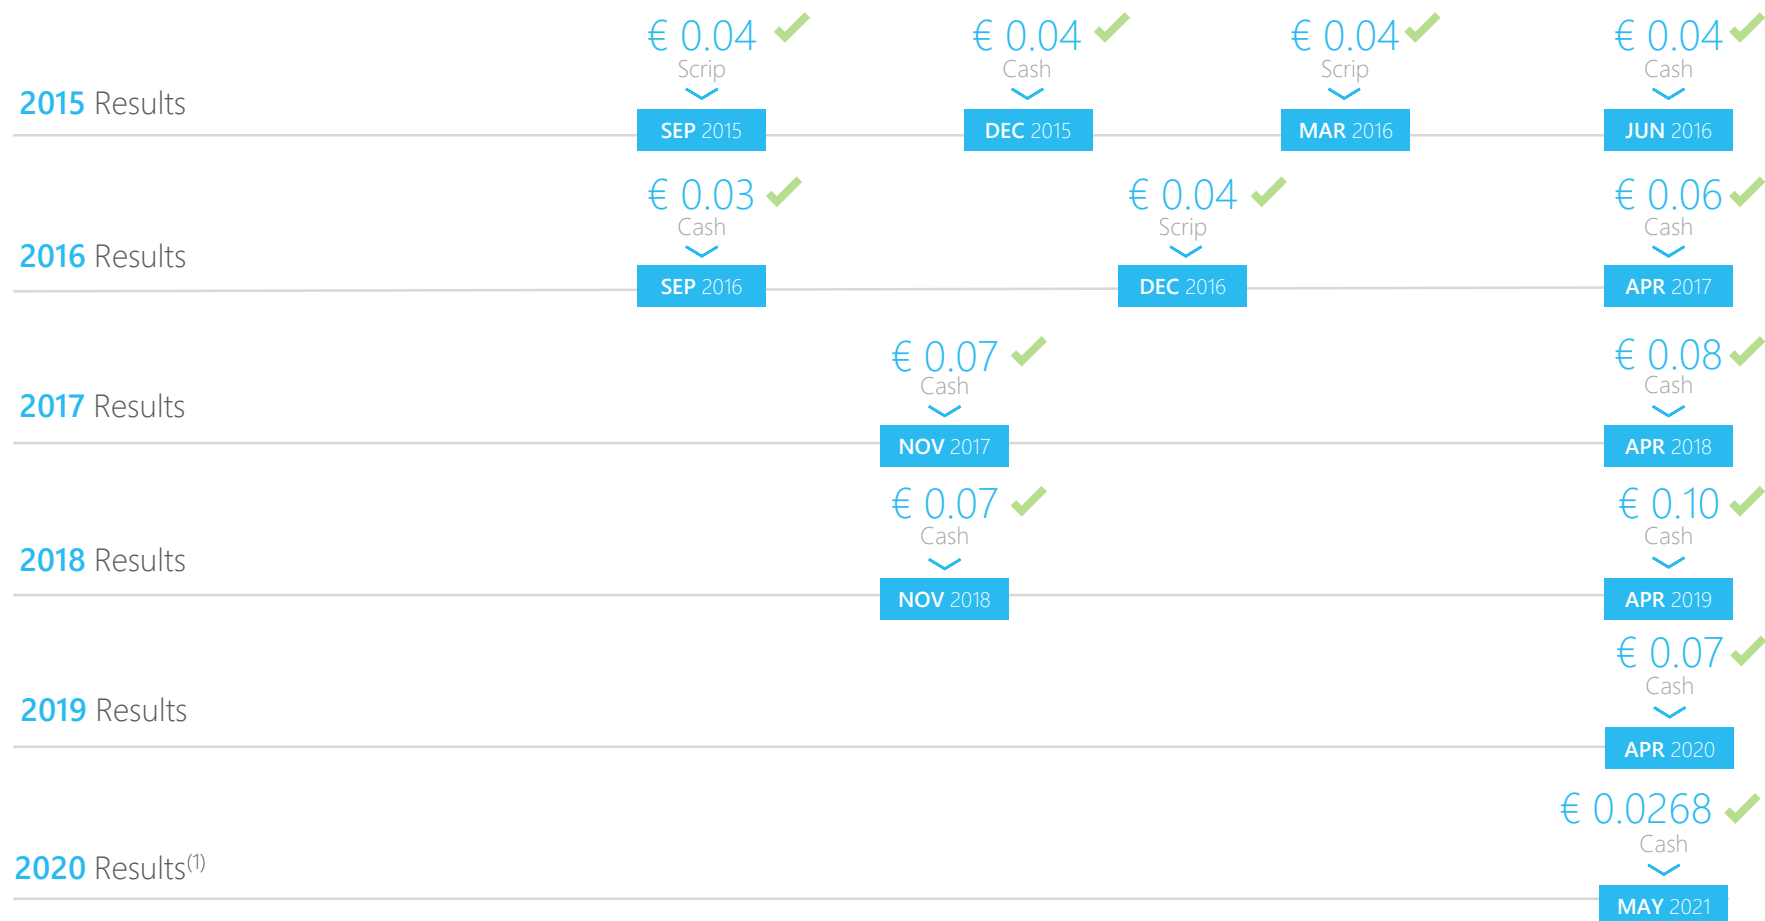 € 0.04 € 0.04 € 0.04 € 0.04
Scrip Cash Scrip Cash
2015 Results
SEP 2015 DEC 2015 MAR 2016 JUN 2016
€ 0.03 € 0.04 € 0.06
Cash Scrip Cash
2016 Results
SEP 2016 DEC 2016 APR 2017
€ 0.07 € 0.08
Cash Cash
2017 Results
NOV 2017 APR 2018
€ 0.07 € 0.10
Cash Cash
2018 Results
NOV 2018 APR 2019
€ 0.07
Cash
2019 Results
APR 2020
€ 0.0268
Cash
2020 Results(1)
MAY 2021